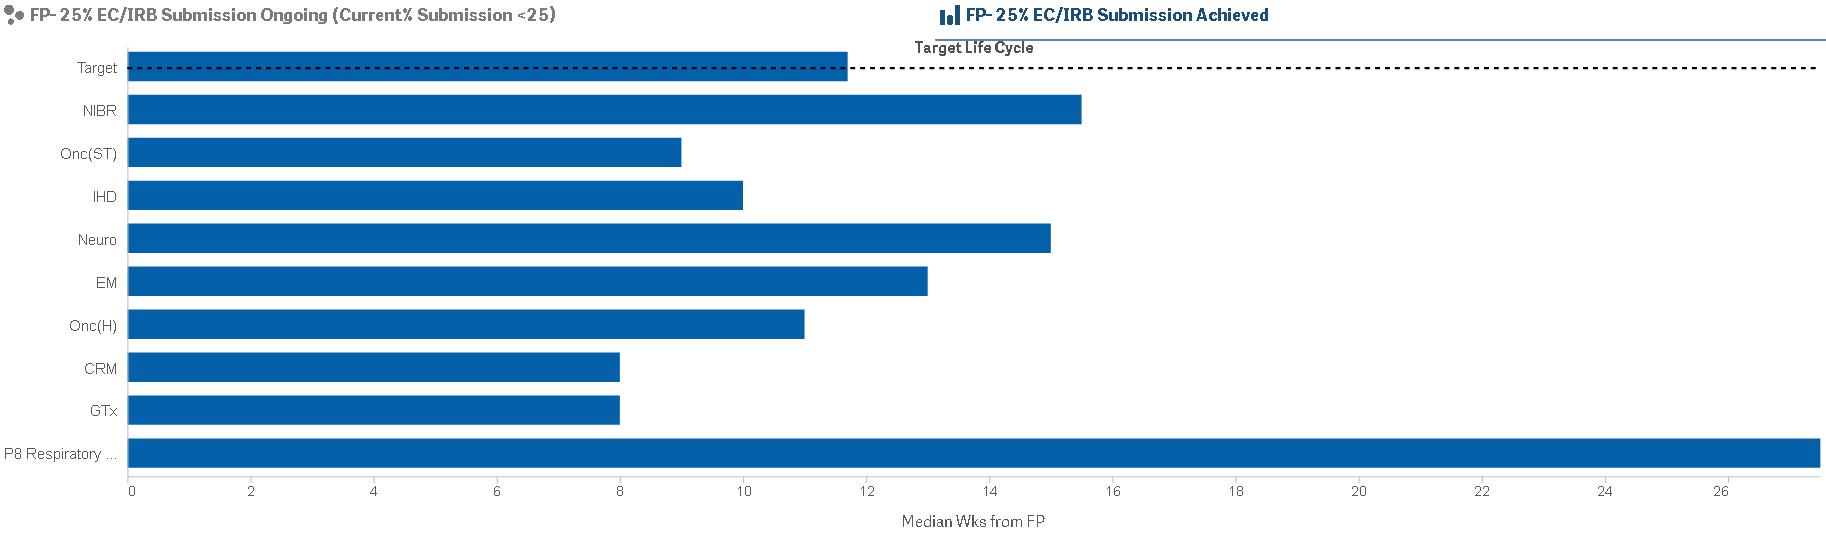 FP- 25% EC/IRB Submission Ongoing (Current% Submission <25)
FP- 25% EC/IRB Submission Achieved
Target Life Cycle
Target
NIBR
Onc(ST)
IHD
Neuro
EM
Onc(H)
CRM
GTx
P8 Respiratory ...
0 2 4 6 8 10 12 14 16 18 20 22 24 26
Median Wks from FP